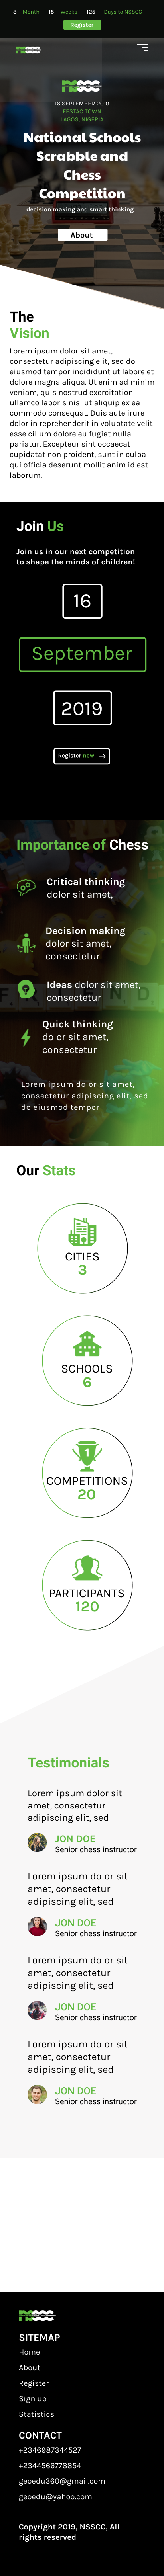 3 Month 15 Weeks 125 Days to NSSCC
Register
NSSCC
NSSCC
16 SEPTEMBER 2019
FESTAC TOWN
LAGOS, NIGERIA
National Schools
Scrabble and
Chess
Competition
decision making and smart thinking
About
The
Vision
Lorem ipsum dolor sit amet,
consectetur adipiscing elit, sed do
eiusmod tempor incididunt ut labore et
dolore magna aliqua. Ut enim ad minim
veniam, quis nostrud exercitation
ullamco laboris nisi ut aliquip ex ea
commodo consequat. Duis aute irure
dolor in reprehenderit in voluptate velit
esse cillum dolore eu fugiat nulla
pariatur. Excepteur sint occaecat
cupidatat non proident, sunt in culpa
qui officia deserunt mollit anim id est
laborum.
Join Us
Join us in our next competition
to shape the minds of children!
16
September
2019
Register now →
Importance of Chess
Critical thinking
dolor sit amet,
Decision making
dolor sit amet,
consectetur
Ideas dolor sit amet,
consectetur
Quick thinking
dolor sit amet,
consectetur
Lorem ipsum dolor sit amet,
consectetur adipiscing elit, sed
do eiusmod tempor
Our Stats
CITIES
3
SCHOOLS
6
1
COMPETITIONS
20
PARTICIPANTS
120
Testimonials
Lorem ipsum dolor sit
amet, consectetur
adipiscing elit, sed
JON DOE
Senior chess instructor
Lorem ipsum dolor sit
amet, consectetur
adipiscing elit, sed
JON DOE
Senior chess instructor
Lorem ipsum dolor sit
amet, consectetur
adipiscing elit, sed
JON DOE
Senior chess instructor
Lorem ipsum dolor sit
amet, consectetur
adipiscing elit, sed
JON DOE
Senior chess instructor
NSSCC
SITEMAP
Home
About
Register
Sign up
Statistics
CONTACT
+2346987344527
+2344566778854
geoedu360@gmail.com
geoedu@yahoo.com
Copyright 2019, NSSCC, All
rights reserved